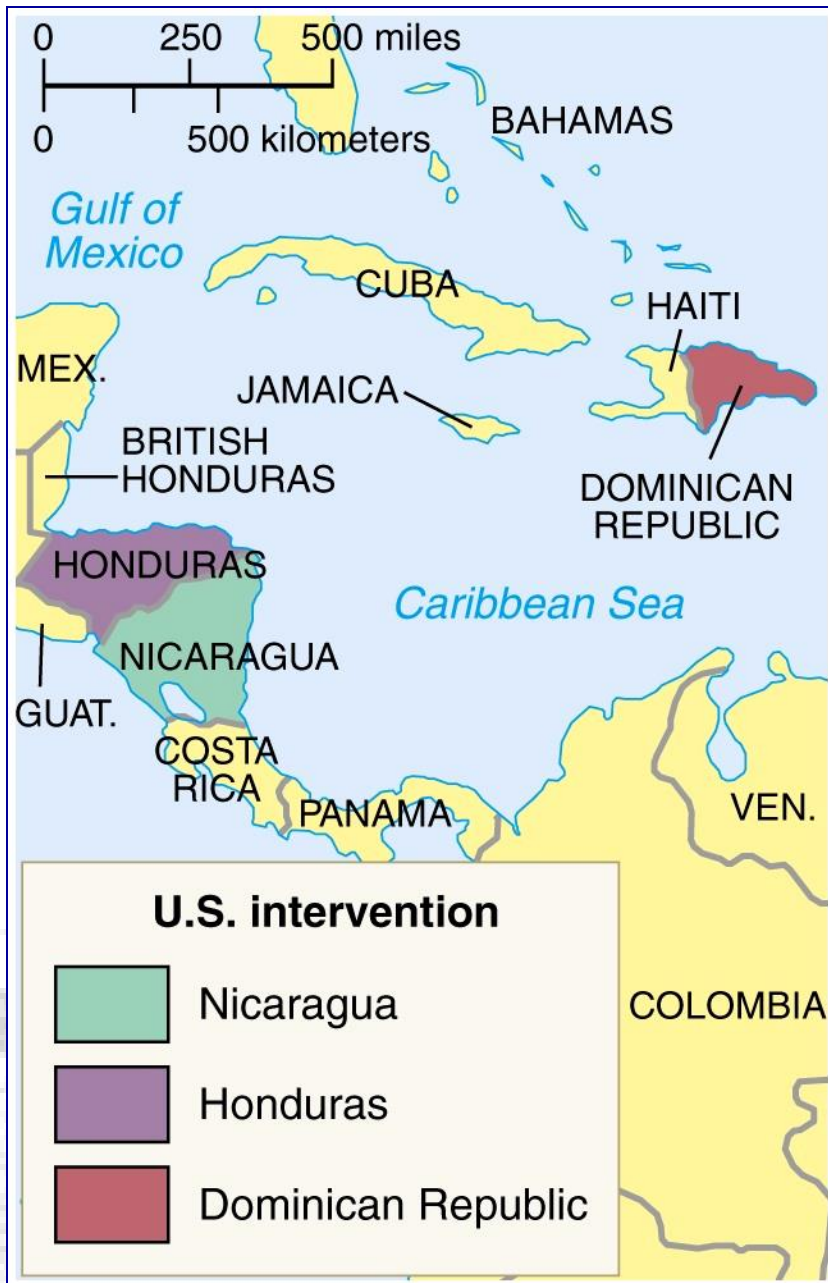 0 250 500 miles
0 500 kilometers
BAHAMAS
Gulf of
Mexico
CUBA
HAITI
MEX.
JAMAICA
BRITISH
HONDURAS
DOMINICAN
REPUBLIC
HONDURAS
Caribbean Sea
NICARAGUA
GUAT.
COSTA
RICA
PANAMA
VEN.
COLOMBIA
U.S. intervention
Nicaragua
Honduras
Dominican Republic